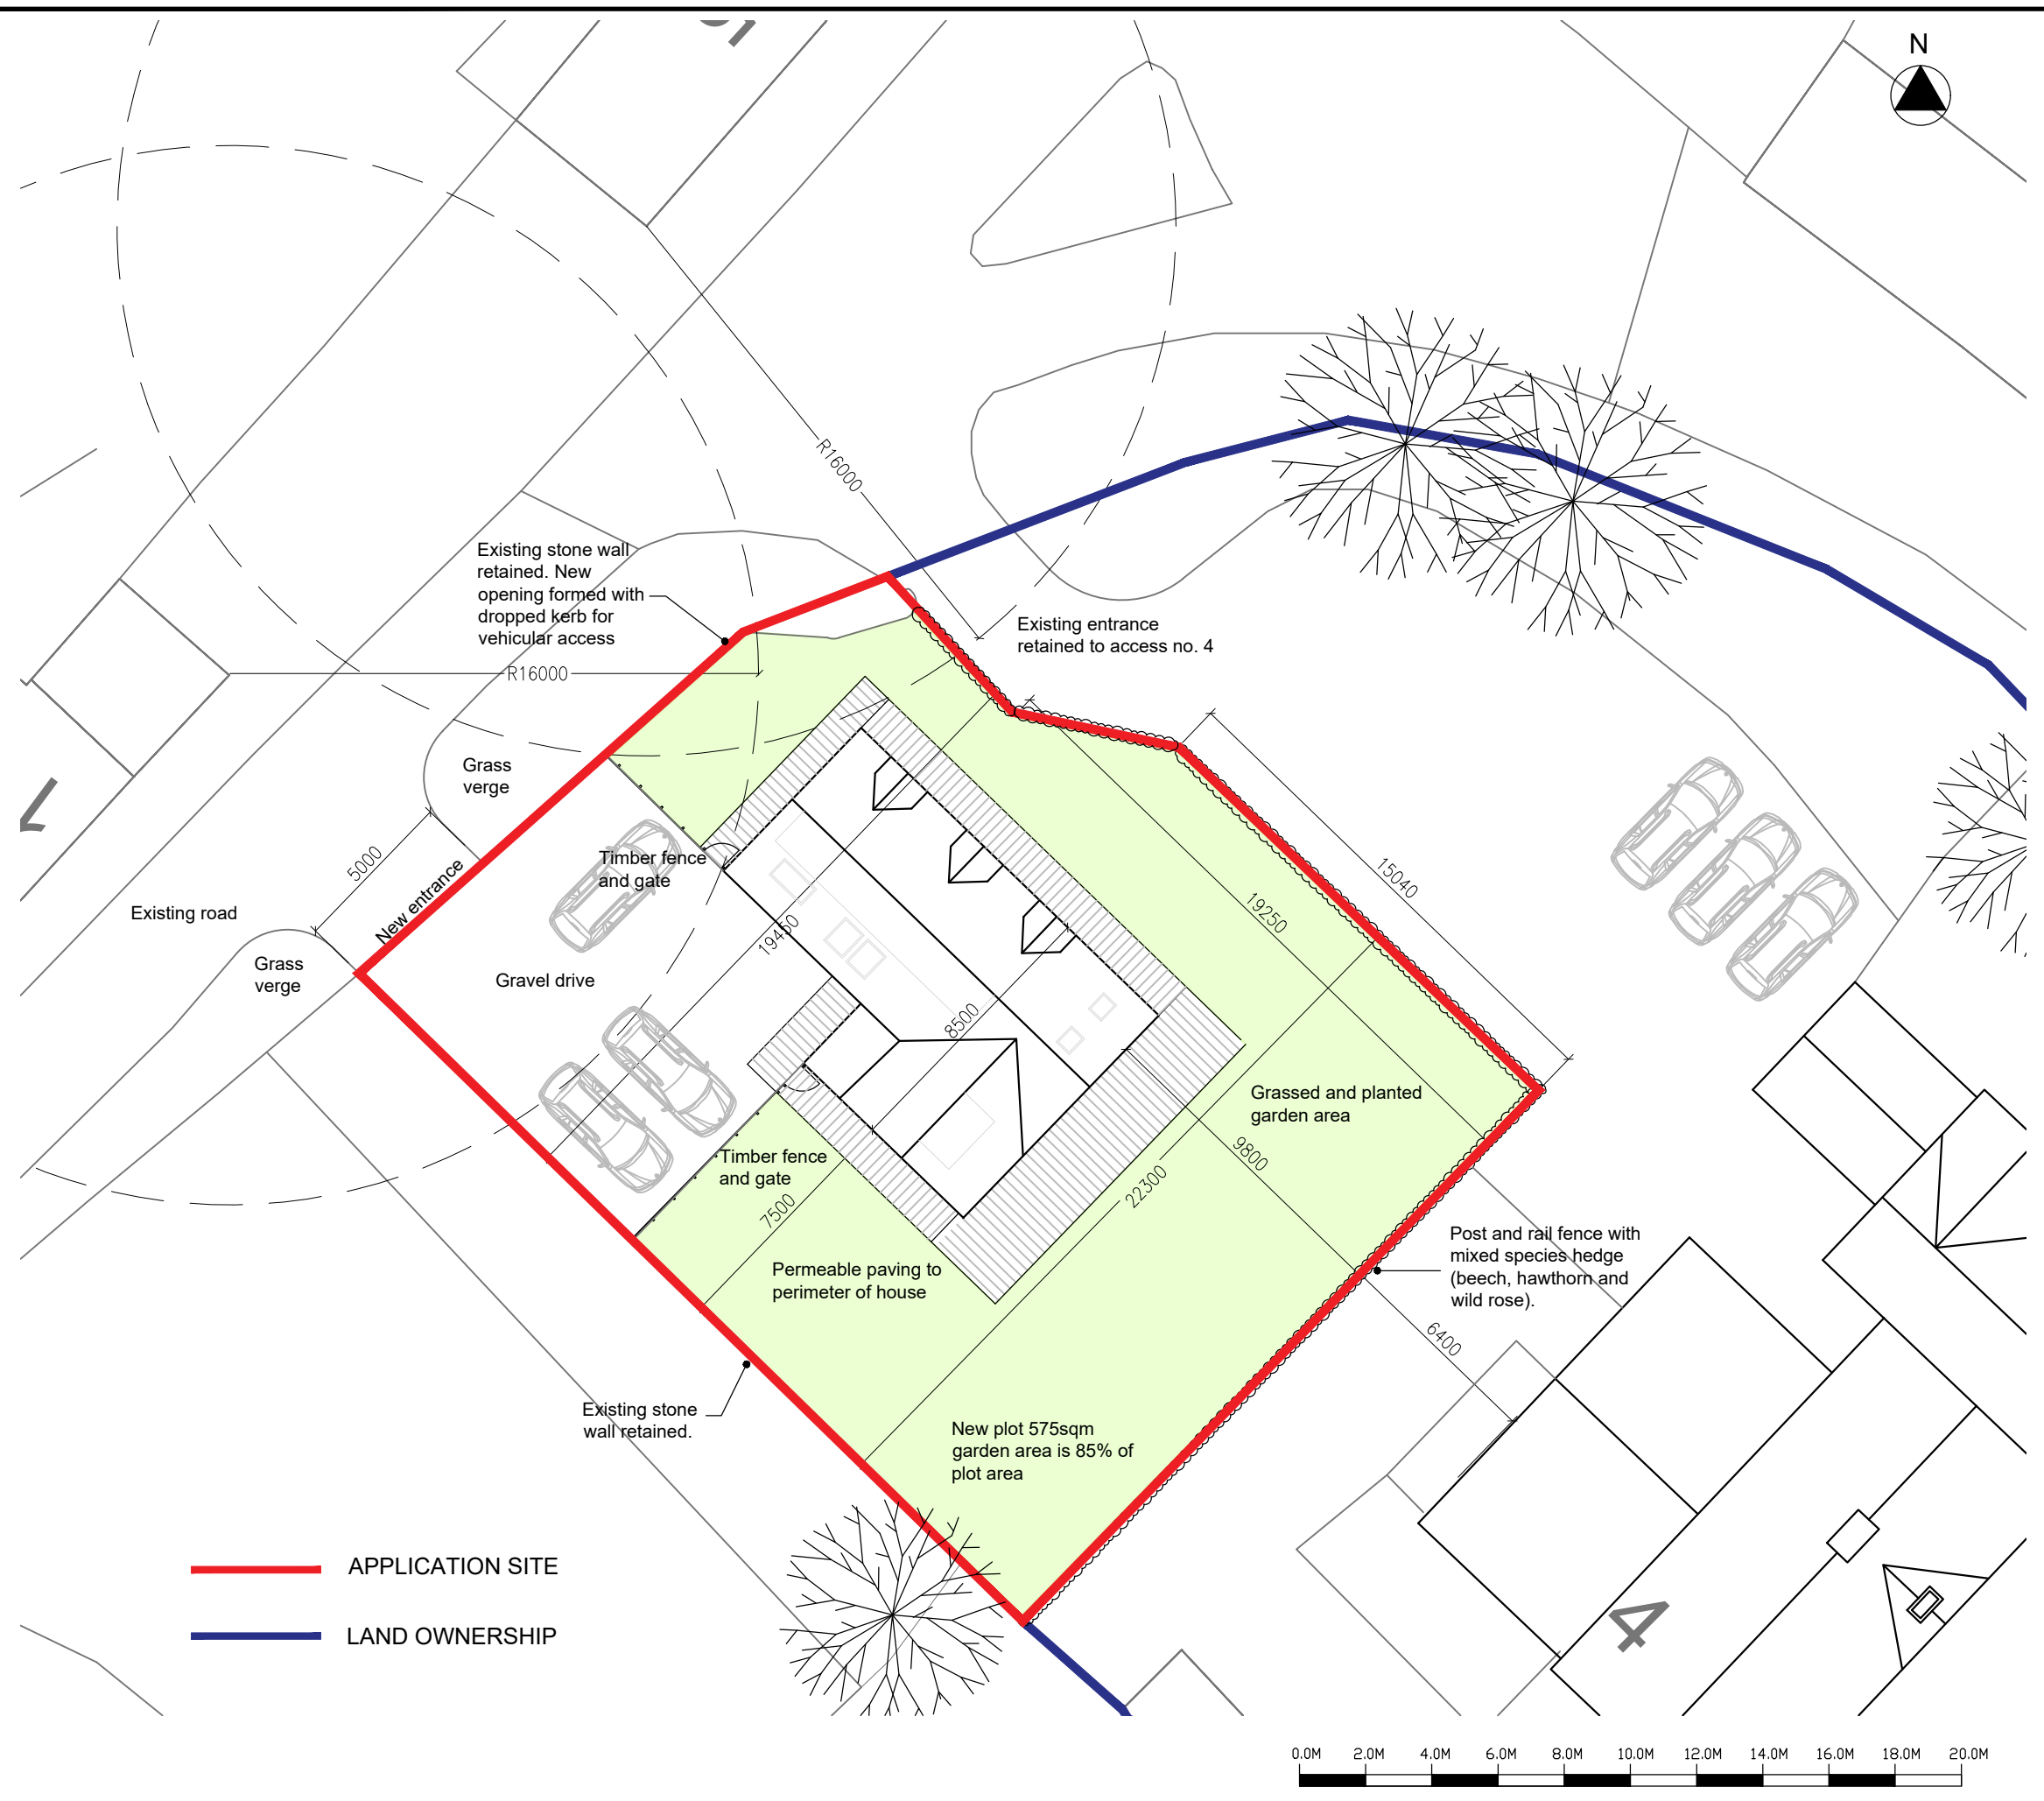 N
R16000
Existing stone wall
retained. New
opening formed with
dropped kerb for
vehicular access
Existing entrance
retained to access no. 4
R16000
Grass
verge
5000
New entrance
Existing road
Grass
verge
Timber fence
and gate
Gravel drive
19450
8500
19250
15040
Grassed and planted
garden area
9800
22300
Timber fence
and gate
7500
Permeable paving to
perimeter of house
Post and rail fence with
mixed species hedge
(beech, hawthorn and
wild rose).
6400
Existing stone
wall retained.
New plot 575sqm
garden area is 85% of
plot area
4
APPLICATION SITE
LAND OWNERSHIP
0.0M 2.0M 4.0M 6.0M 8.0M 10.0M 12.0M 14.0M 16.0M 18.0M 20.0M